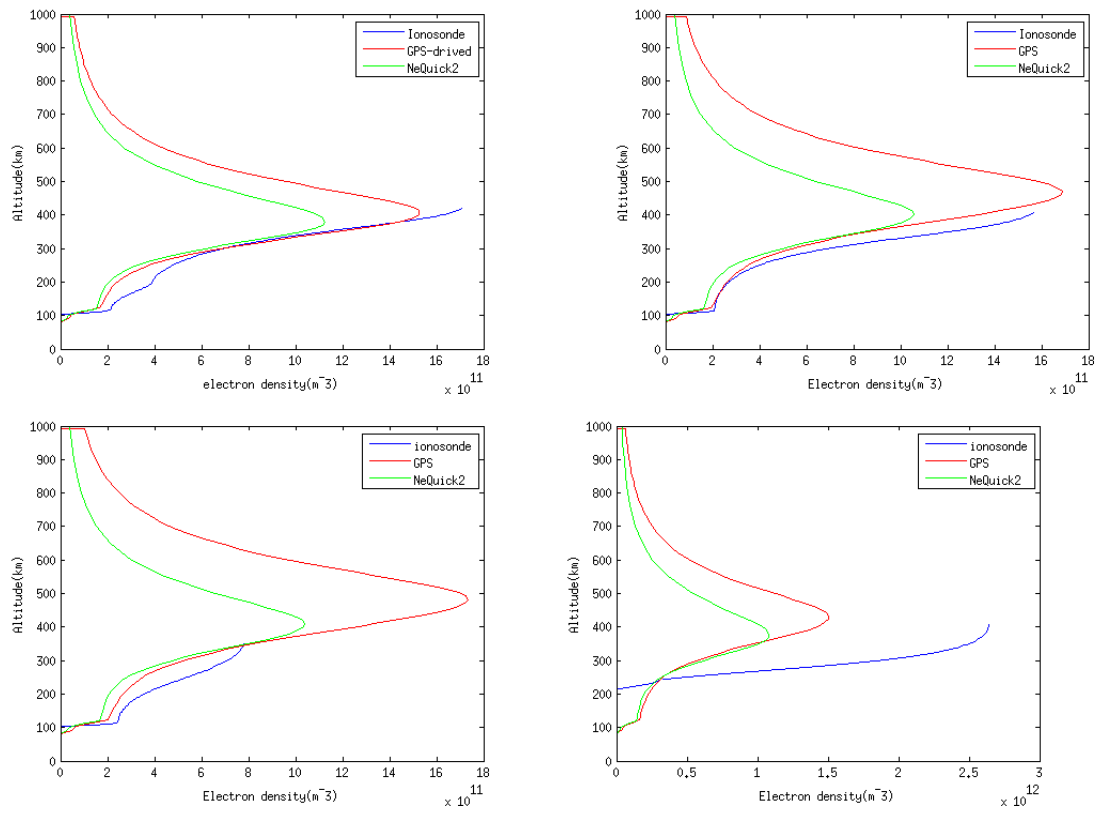 1000
900
800
700
600
500
400
300
200
100
0
Altitude(km)
Ionosonde
GPS-drived
NeQuick2
0 2 4 6 8 10 12 14 16 18
electron density(m^-3)
x 10^11
1000
900
800
700
600
500
400
300
200
100
0
Altitude(km)
Ionosonde
GPS
NeQuick2
0 2 4 6 8 10 12 14 16 18
Electron density(m^-3)
x 10^11
1000
900
800
700
600
500
400
300
200
100
0
Altitude(km)
ionosonde
GPS
NeQuick2
0 2 4 6 8 10 12 14 16 18
Electron density(m^-3)
x 10^11
1000
900
800
700
600
500
400
300
200
100
0
Altitude(km)
ionosonde
GPS
NeQuick2
0 0.5 1 1.5 2 2.5 3
Electron density(m^-3)
x 10^12